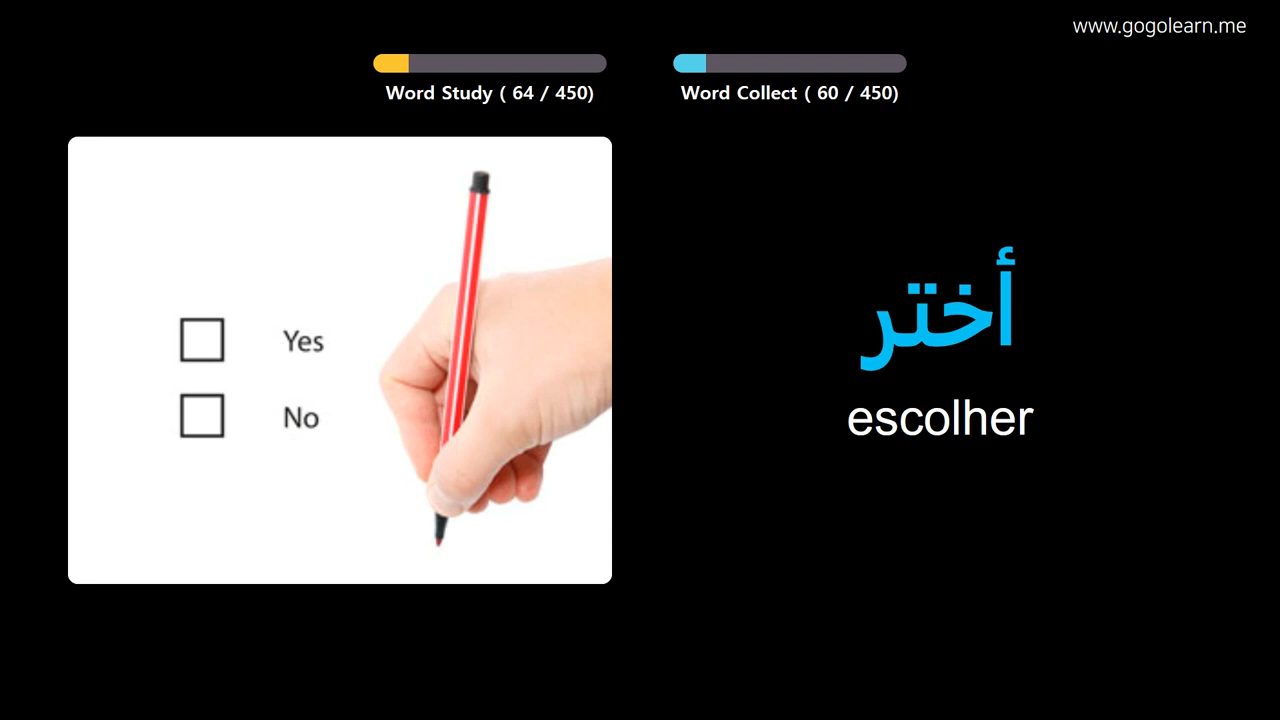 www.gogolearn.me
Word Study ( 64 / 450)
Word Collect ( 60 / 450)
Yes
No
أختر
escolher